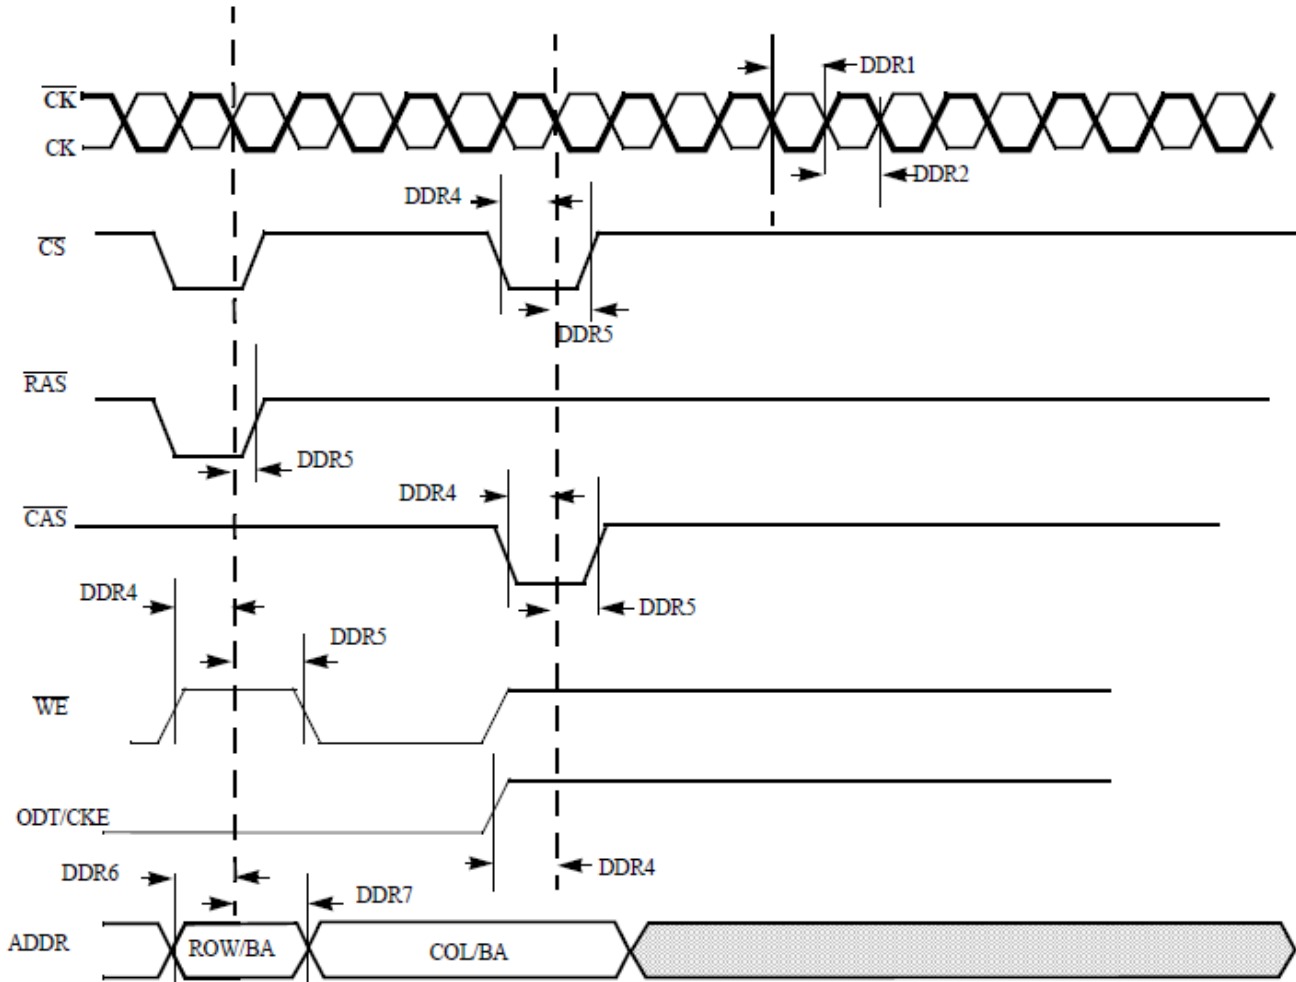 DDR1
CK
CK
DDR2
DDR4
CS
DDR5
RAS
DDR5
DDR4
CAS
DDR4
DDR5
DDR5
WE
ODT/CKE
DDR4
DDR6
DDR7
ADDR
ROW/BA
COL/BA